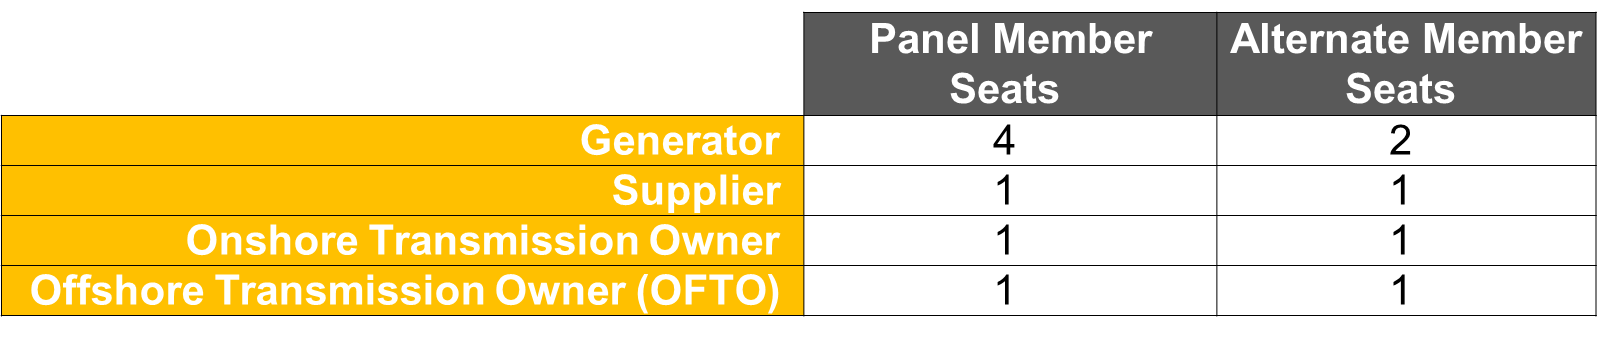 Panel Member Seats Alternate Member Seats
Generator 4 2
Supplier 1 1
Onshore Transmission Owner 1 1
Offshore Transmission Owner (OFTO) 1 1